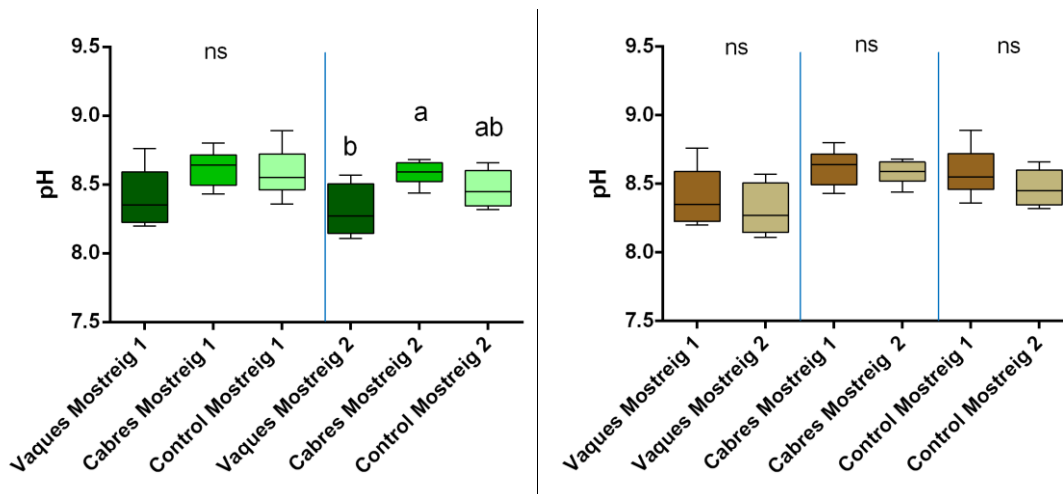 9.5
9.0
8.5
8.0
7.5
pH
ns
b
a
ab
Vaques Mostreig 1
Cabres Mostreig 1
Control Mostreig 1
Vaques Mostreig 2
Cabres Mostreig 2
Control Mostreig 2
9.5
9.0
8.5
8.0
7.5
pH
ns
ns
ns
Vaques Mostreig 1
Vaques Mostreig 2
Cabres Mostreig 1
Cabres Mostreig 2
Control Mostreig 1
Control Mostreig 2